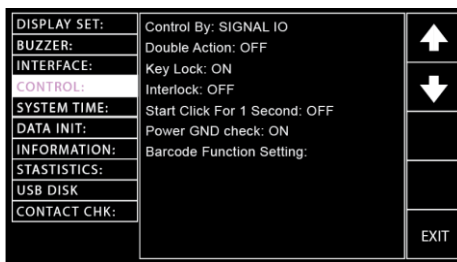 DISPLAY SET:
BUZZER:
INTERFACE:
CONTROL:
SYSTEM TIME:
DATA INIT:
INFORMATION:
STASTISTICS:
USB DISK
CONTACT CHK:
Control By: SIGNAL IO
Double Action: OFF
Key Lock: ON
Interlock: OFF
Start Click For 1 Second: OFF
Power GND check: ON
Barcode Function Setting:
EXIT